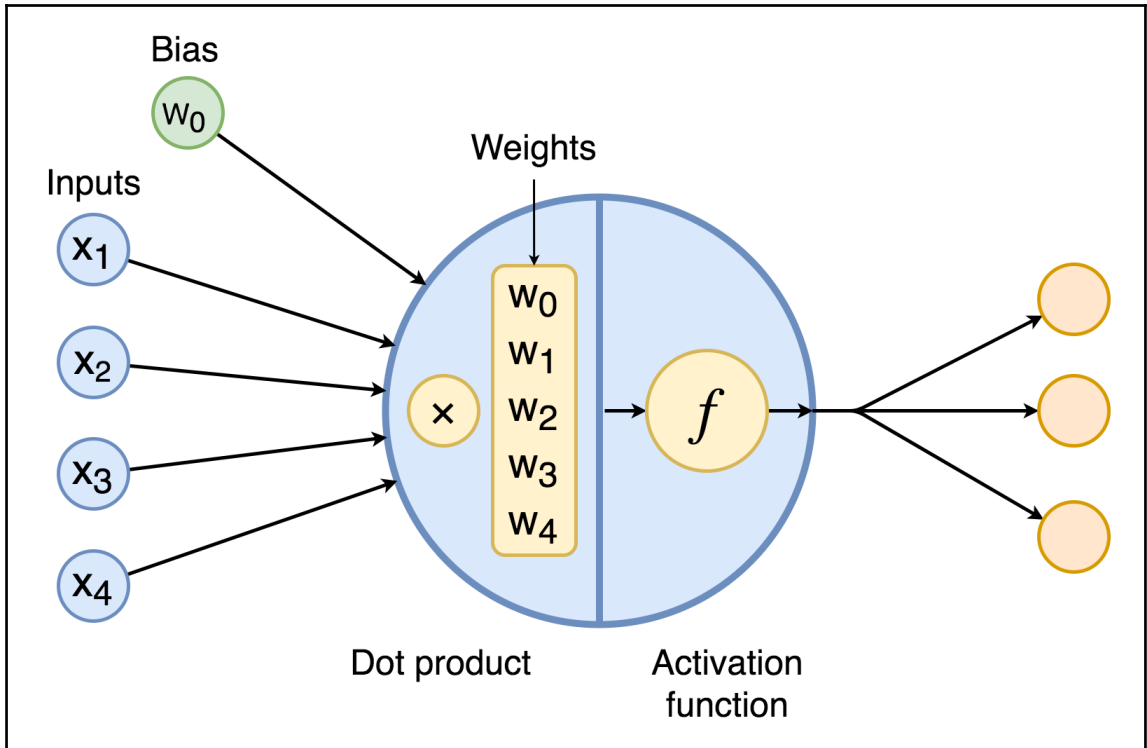 Bias
w₀
Weights
Inputs
x₁
x₂
x₃
x₄
×
w₀
w₁
w₂
w₃
w₄
f
Dot product
Activation
function